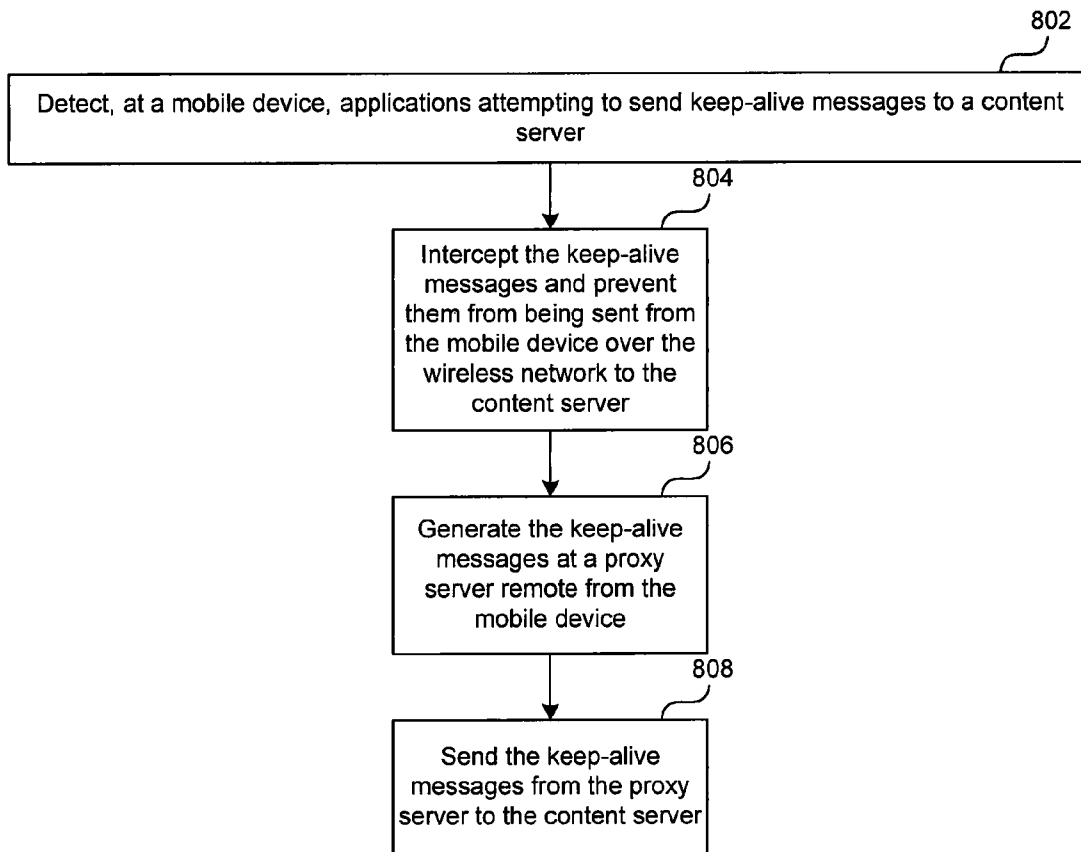 802
Detect, at a mobile device, applications attempting to send keep-alive messages to a content
server
804
Intercept the keep-alive
messages and prevent
them from being sent from
the mobile device over the
wireless network to the
content server
806
Generate the keep-alive
messages at a proxy
server remote from the
mobile device
808
Send the keep-alive
messages from the proxy
server to the content server